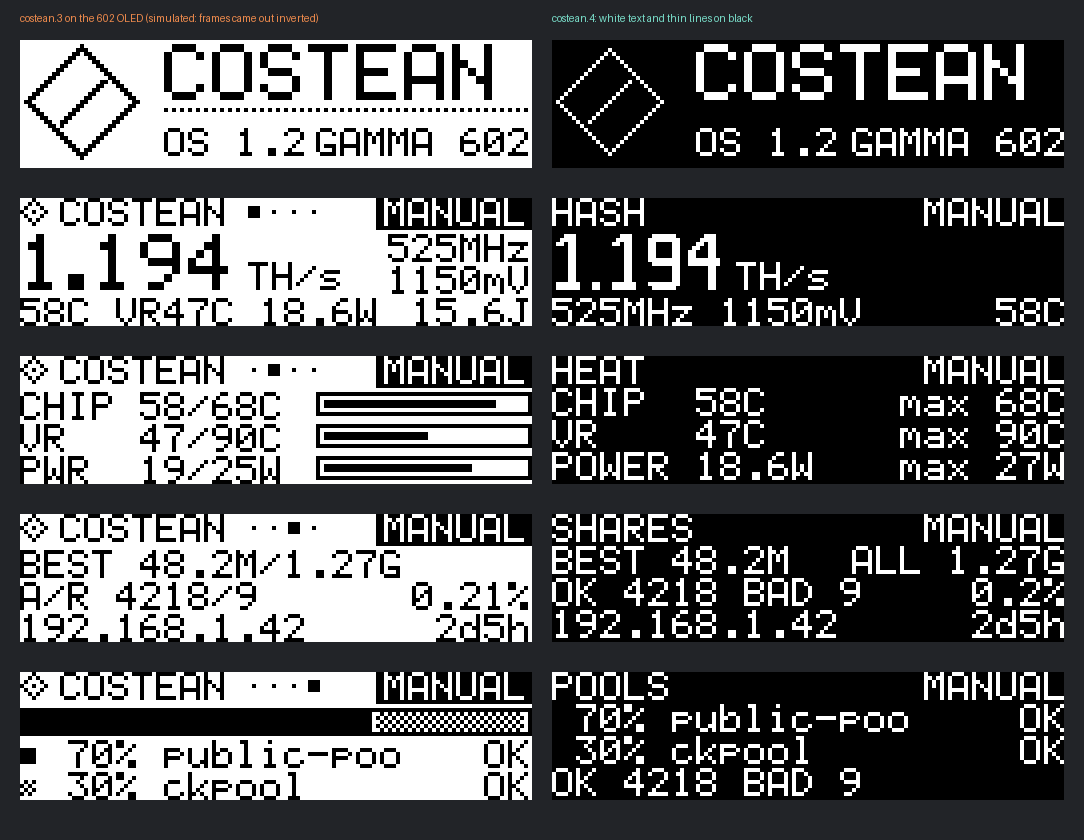 costean.3 on the 602 OLED (simulated: frames came out inverted)
COSTEAN
OS 1.2 GAMMA 602
COSTEAN MANUAL
1.194 TH/s
525MHz
1150mV
58C VR47C 18.6W 15.6J
COSTEAN MANUAL
CHIP 58/68C
VR 47/90C
PWR 19/25W
COSTEAN MANUAL
BEST 48.2M/1.27G
A/R 4218/9 0.21%
192.168.1.42 2d5h
COSTEAN MANUAL
70% public-poo OK
30% ckpool OK
costean.4: white text and thin lines on black
COSTEAN
OS 1.2 GAMMA 602
HASH MANUAL
1.194 TH/s
525MHz 1150mV 58C
HEAT MANUAL
CHIP 58C max 68C
VR 47C max 90C
POWER 18.6W max 27W
SHARES MANUAL
BEST 48.2M ALL 1.27G
OK 4218 BAD 9 0.2%
192.168.1.42 2d5h
POOLS MANUAL
70% public-poo OK
30% ckpool OK
OK 4218 BAD 9